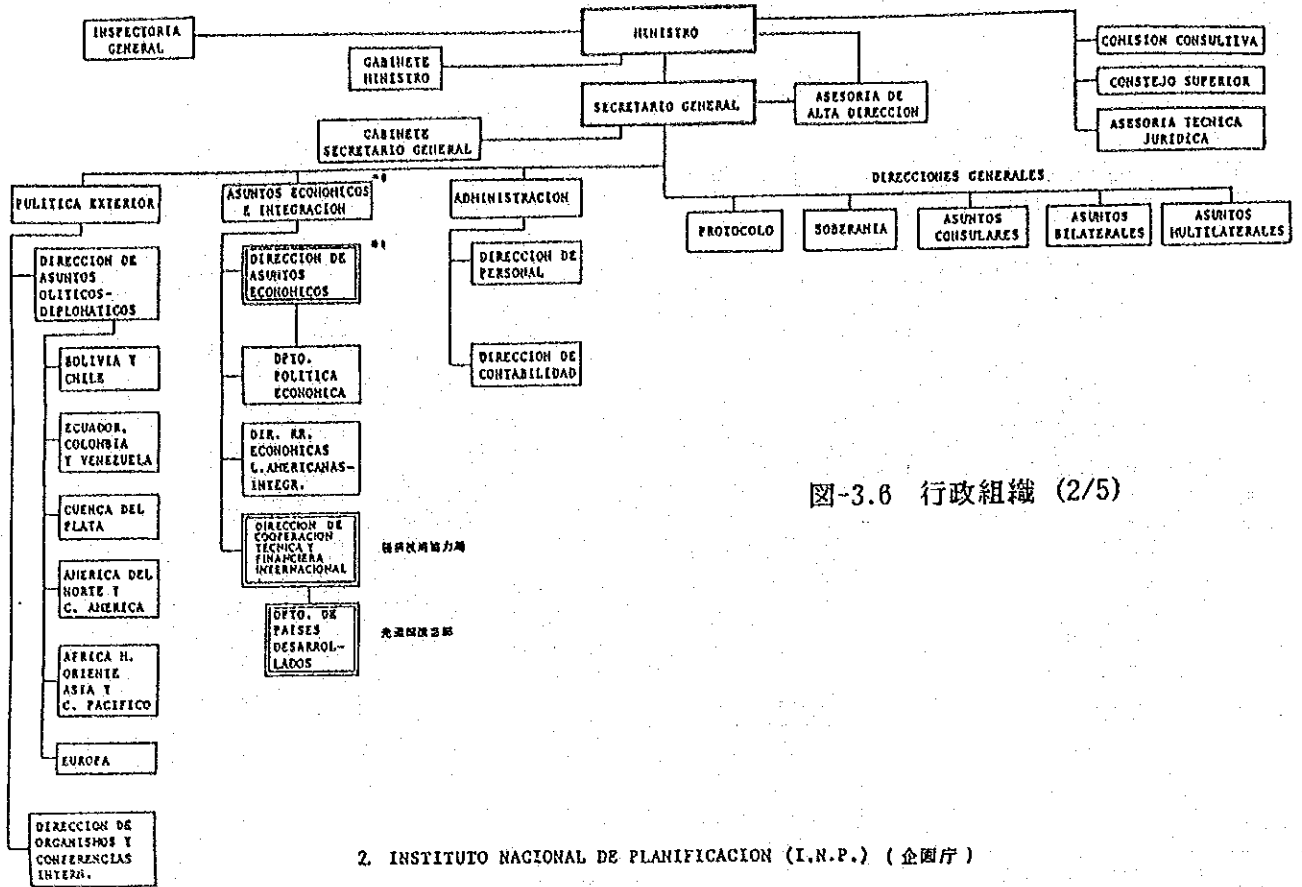 INSPECTORIA
GENERAL
MINISTRO
COMISION CONSULTIVA
GABINETE
MINISTRO
CONSTEJO SUPERIOR
SECRETARIO GENERAL
ASESORIA DE
ALTA DIRECCION
ASESORIA TECNICA
JURIDICA
GABINETE
SECRETARIO GENERAL
DIRECCIONES GENERALES
PULITICA EXTERIOR
ASUNTOS ECONOMICOS
E INTEGRACION
ADMINISTRACION
PROTOCOLO
SOBERANIA
ASUNTOS
CONSULARES
ASUNTOS
BILATERALES
ASUNTOS
MULTILATERALES
DIRECCION DE
ASUNTOS
OLITICOS-
DIPLOMATICOS
DIRECCION DE
ASUNTOS
ECONOMICOS
DIRECCION DE
PERSONAL
BOLIVIA Y
CHILE
DPTO.
POLITICA
ECONOMICA
DIRECCION DE
CONTABILIDAD
ECUADOR,
COLOMBIA
Y VENEZUELA
DIR. RR.
ECONOMICAS
L.AMERICANAS-
INTEGR.
図-3.6 行政組織 (2/5)
CUENCA DEL
PLATA
DIRECCION DE
COOPERACION
TECNICA Y
FINANCIERA
INTERNACIONAL
AMERICA DEL
NORTE Y
C. AMERICA
DPTO. DE
PAISES
DESARROL-
LADOS
AFRICA M.
ORIENTE
ASIA Y
C. PACIFICO
EUROPA
DIRECCION DE
ORGANISMOS Y
CONFERENCIAS
INTERN.
2. INSTITUTO NACIONAL DE PLANIFICACION (I.N.P.) (企画庁)